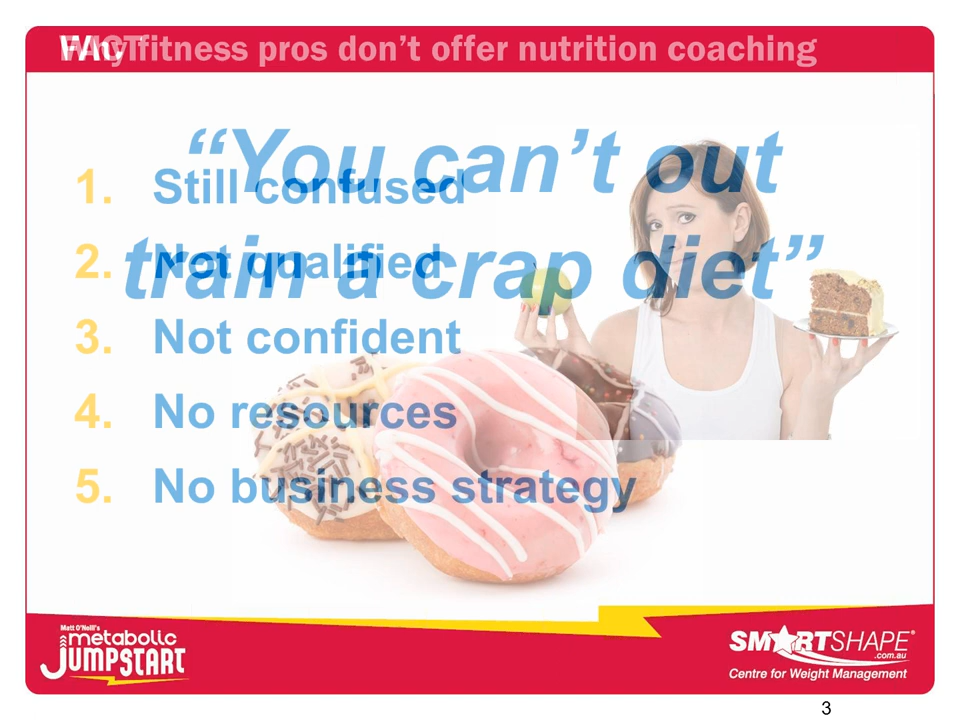 FACT
Why fitness pros don’t offer nutrition coaching
“You can’t out
train a crap diet”
1. Still confused
2. Not qualified
3. Not confident
4. No resources
5. No business strategy
Matt O'Neill's
metabolic
JUMPSTART
SMARTSHAPE®
.com.au
Centre for Weight Management
3